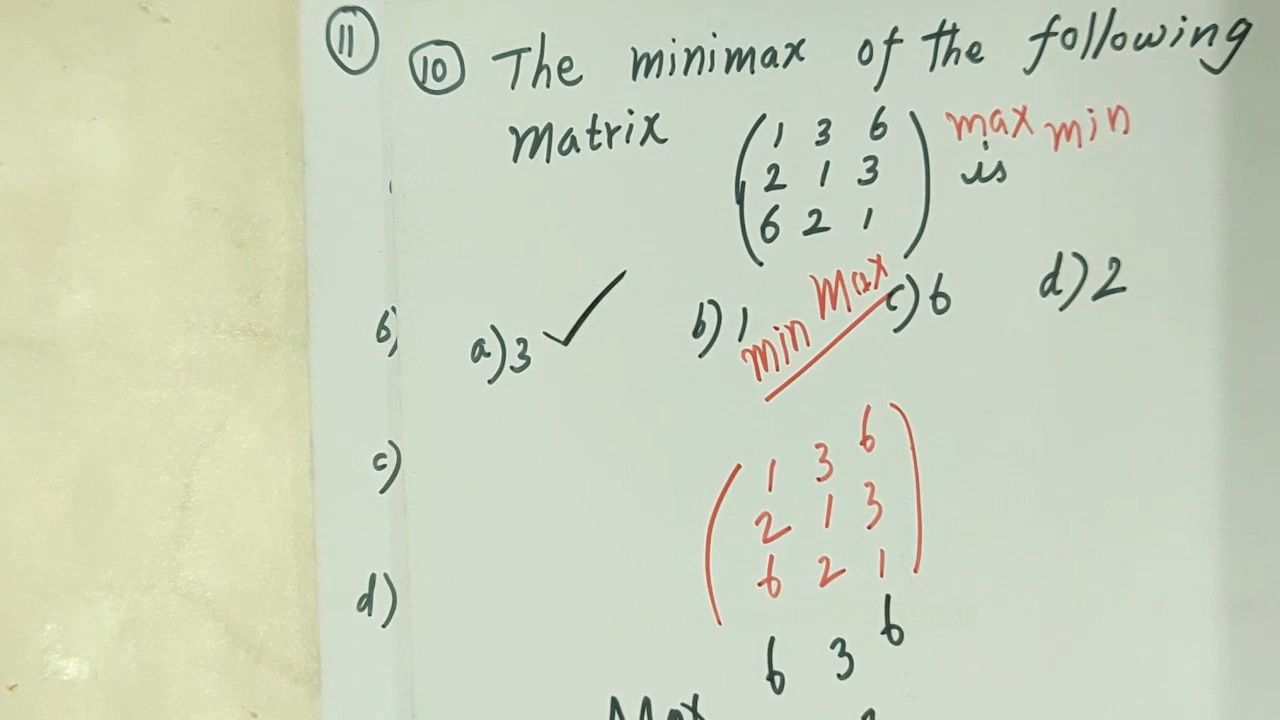 11 10 The minimax of the following
matrix ( 1 3 6 ) max min
( 2 1 3 ) is
( 6 2 1 )
a) 3 ✓ b) 1 min Max c) 6 d) 2
b)
( 1 3 6 )
c) ( 2 1 3 )
( 6 2 1 )
d)
6 3 6
Max